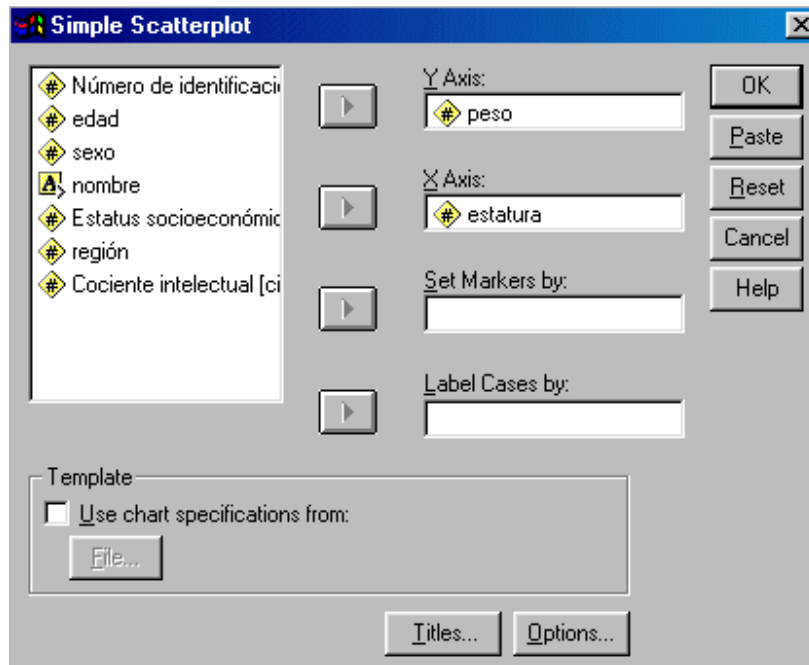 Simple Scatterplot
Número de identificaci
edad
sexo
nombre
Estatus socioeconómic
región
Cociente intelectual [ci
Y Axis:
peso
X Axis:
estatura
Set Markers by:
Label Cases by:
OK
Paste
Reset
Cancel
Help
Template
Use chart specifications from:
File...
Titles...
Options...